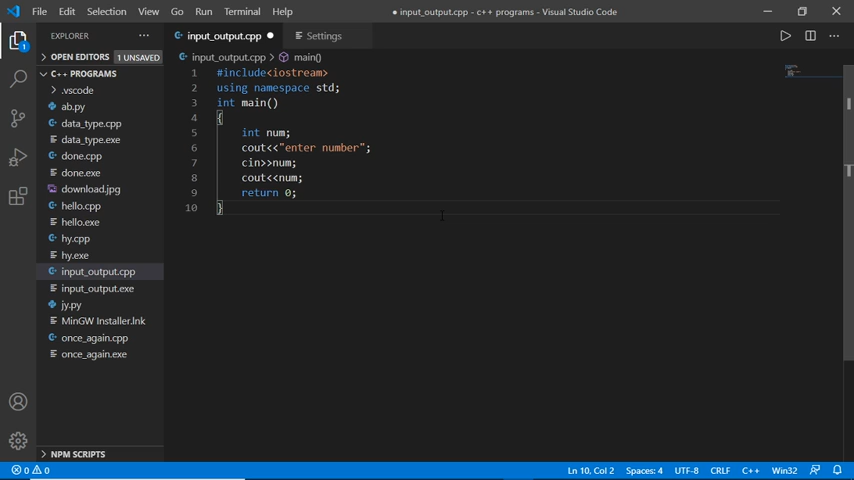 File Edit Selection View Go Run Terminal Help
● input_output.cpp - c++ programs - Visual Studio Code
EXPLORER ···
input_output.cpp ● Settings
OPEN EDITORS 1 UNSAVED
input_output.cpp > main()
C++ PROGRAMS
.vscode
ab.py
data_type.cpp
data_type.exe
done.cpp
done.exe
download.jpg
hello.cpp
hello.exe
hy.cpp
hy.exe
input_output.cpp
input_output.exe
jy.py
MinGW Installer.lnk
once_again.cpp
once_again.exe
NPM SCRIPTS
1 #include<iostream>
2 using namespace std;
3 int main()
4 {
5 int num;
6 cout<<"enter number";
7 cin>>num;
8 cout<<num;
9 return 0;
10 }
1
0 0 Ln 10, Col 2 Spaces: 4 UTF-8 CRLF C++ Win32